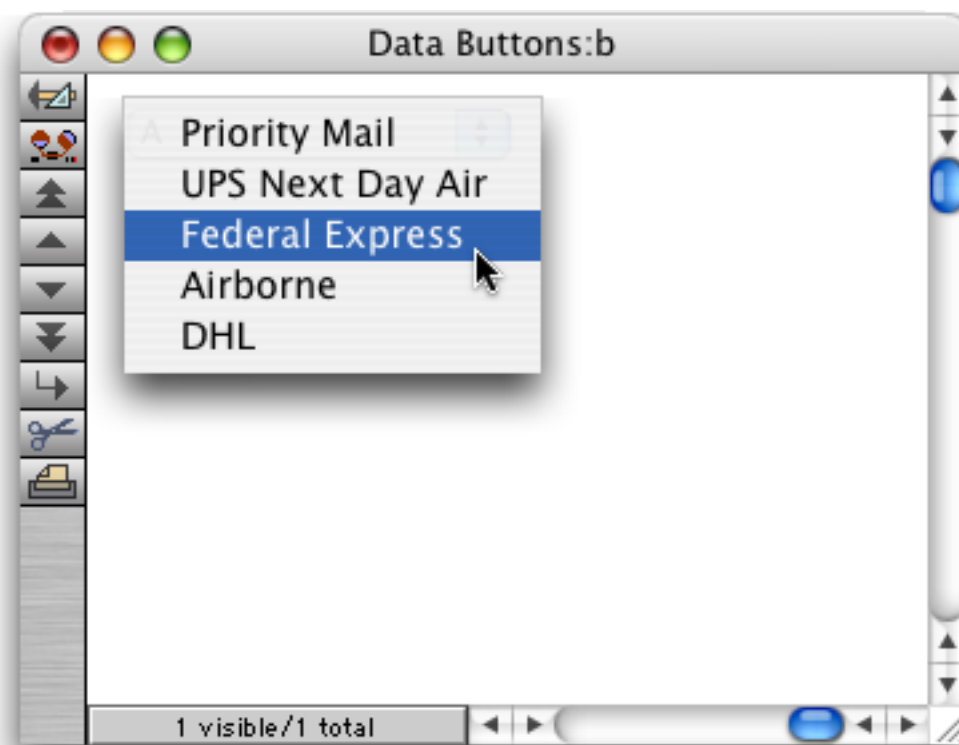 Data Buttons:b
Priority Mail
UPS Next Day Air
Federal Express
Airborne
DHL
1 visible/1 total